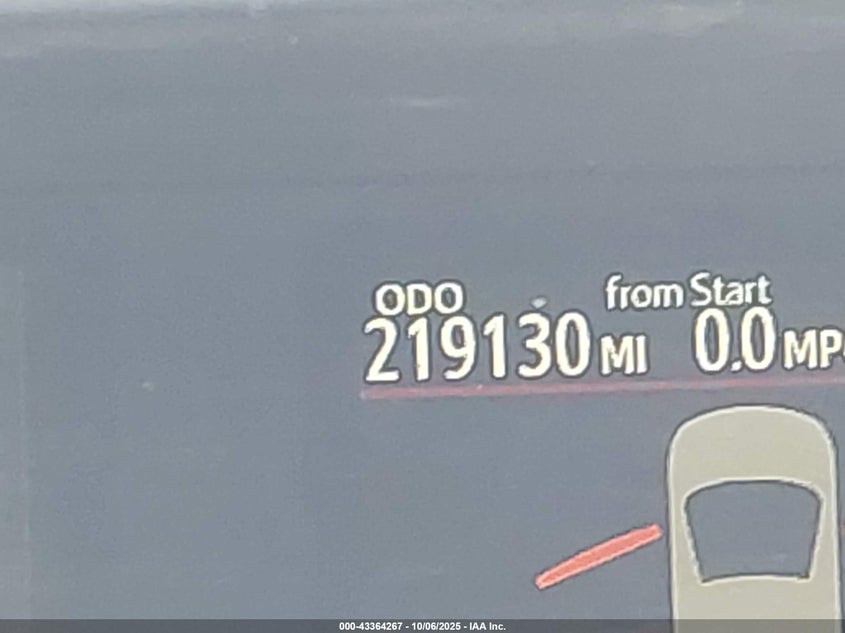 ODO from Start
219130 MI 0.0 MP
000-43364267 - 10/06/2025 - IAA Inc.